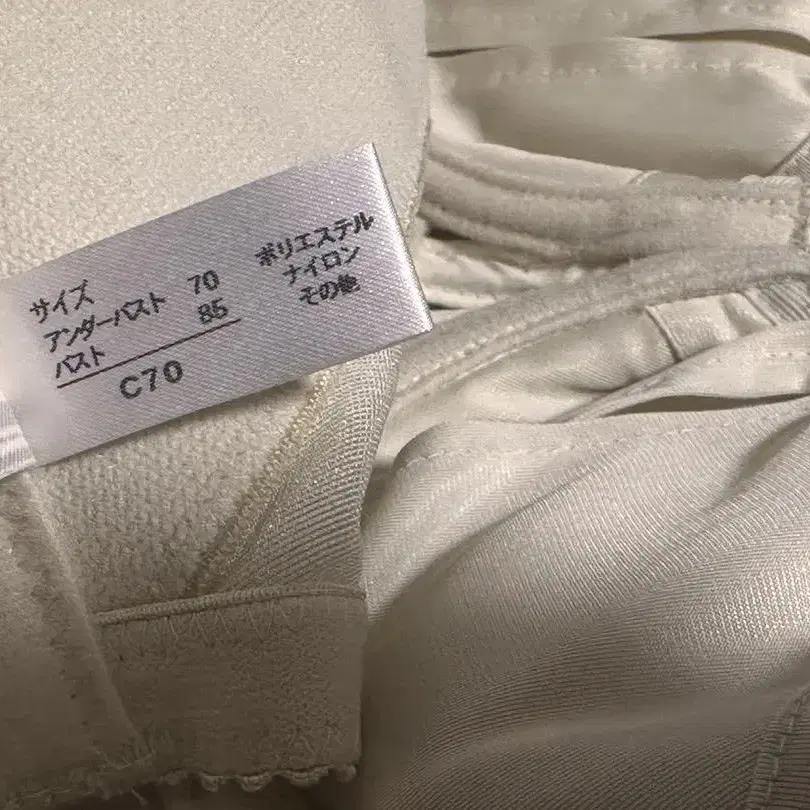 サイズ
アンダーバスト 70
バスト 85
C70
ポリエステル
ナイロン
その他